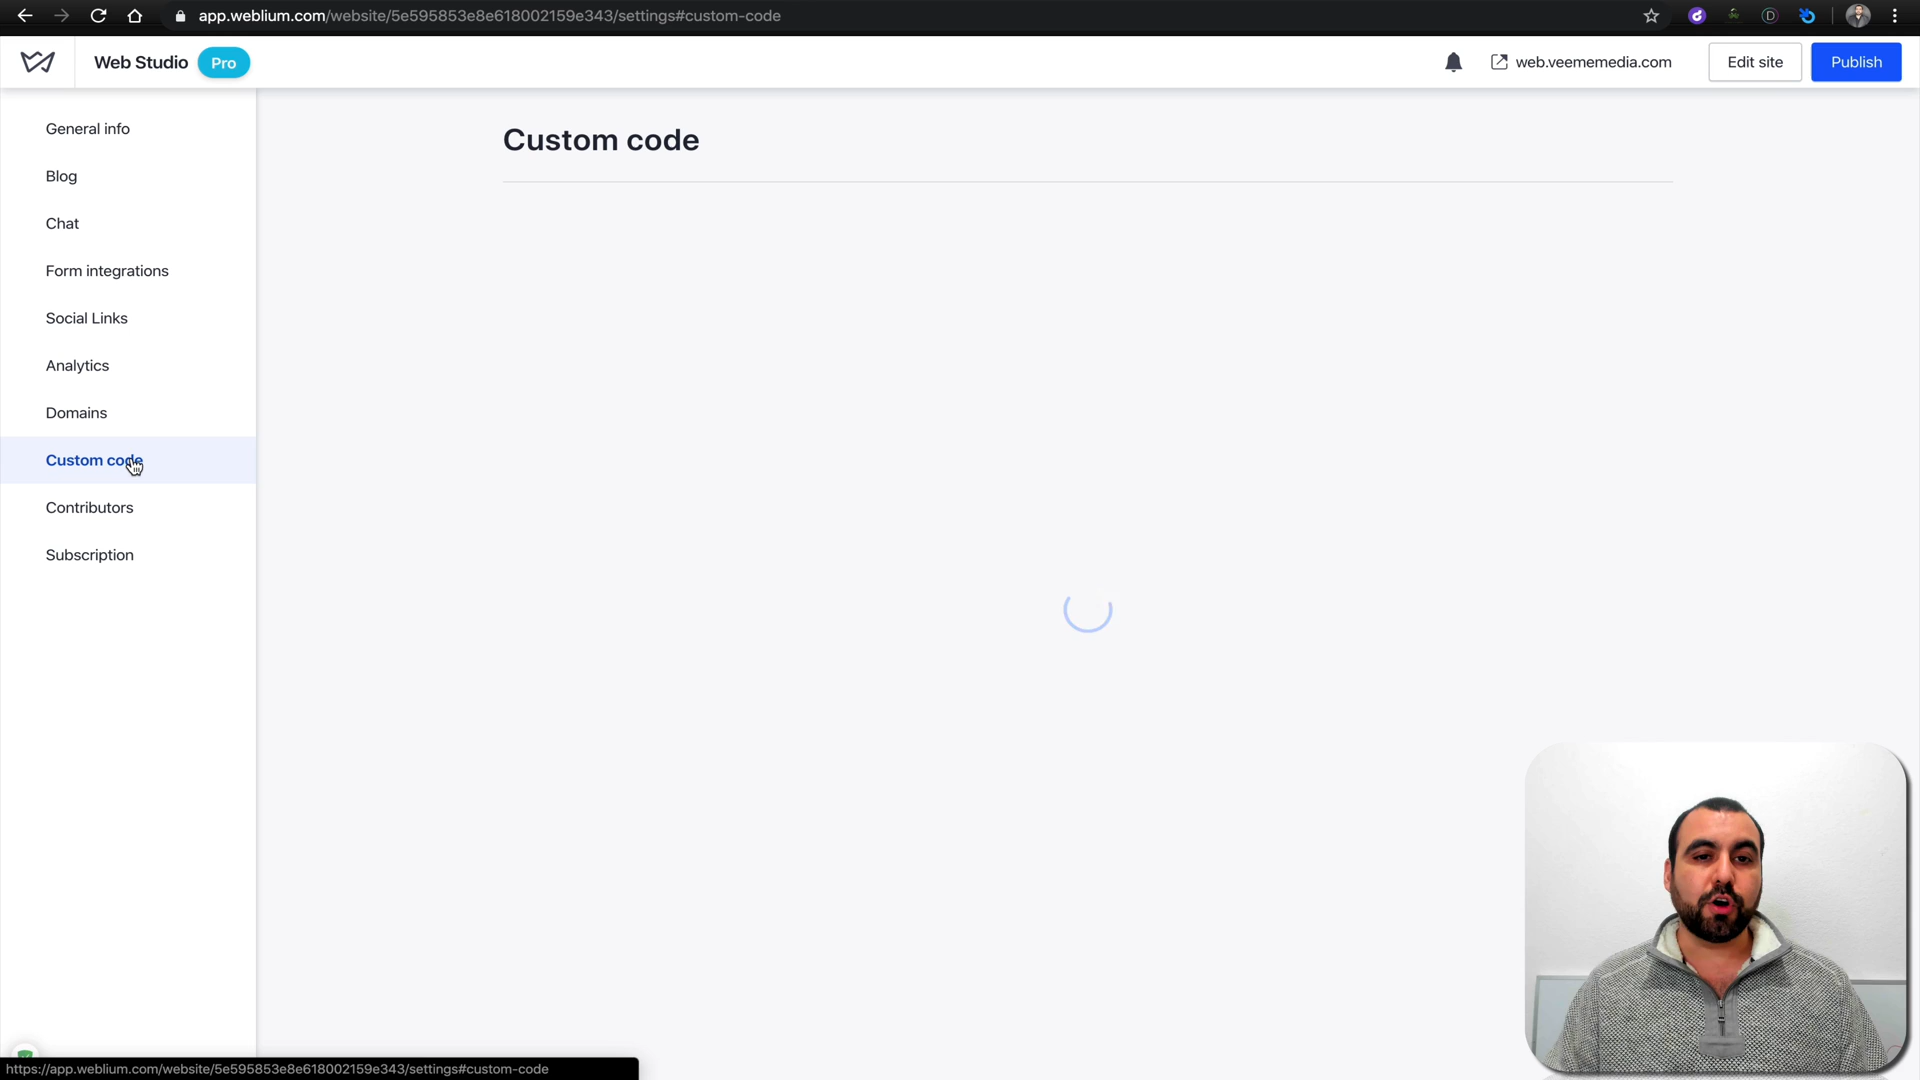 app.weblium.com/website/5e595853e8e618002159e343/settings#custom-code
Web Studio Pro
web.veememedia.com
Edit site
Publish
General info
Blog
Chat
Form integrations
Social Links
Analytics
Domains
Custom code
Contributors
Subscription
Custom code
https://app.weblium.com/website/5e595853e8e618002159e343/settings#custom-code